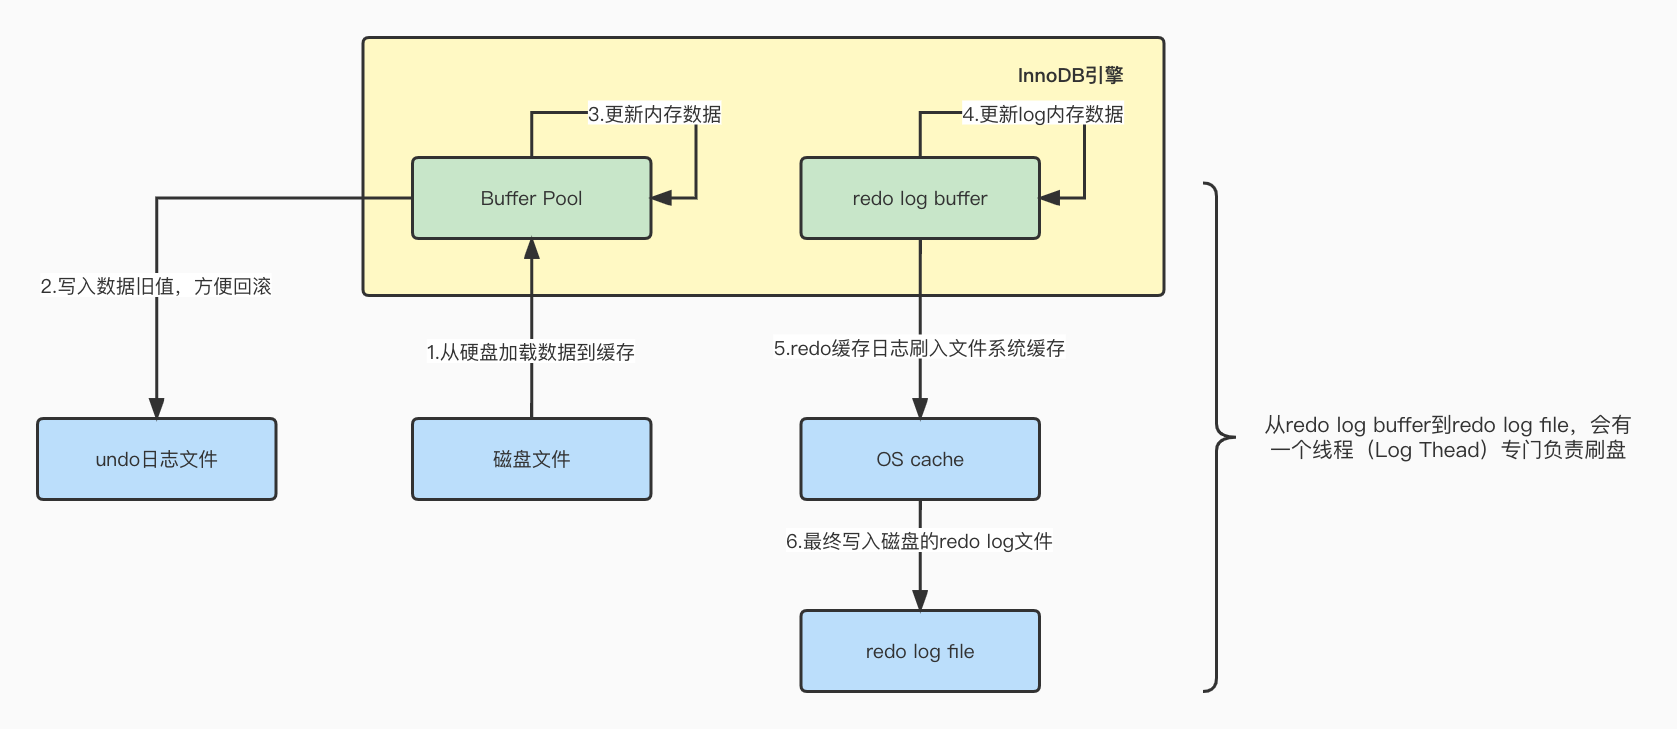 InnoDB引擎
3.更新内存数据
4.更新log内存数据
Buffer Pool
redo log buffer
2.写入数据旧值，方便回滚
1.从硬盘加载数据到缓存
5.redo缓存日志刷入文件系统缓存
undo日志文件
磁盘文件
OS cache
从redo log buffer到redo log file，会有
一个线程（Log Thead）专门负责刷盘
6.最终写入磁盘的redo log文件
redo log file